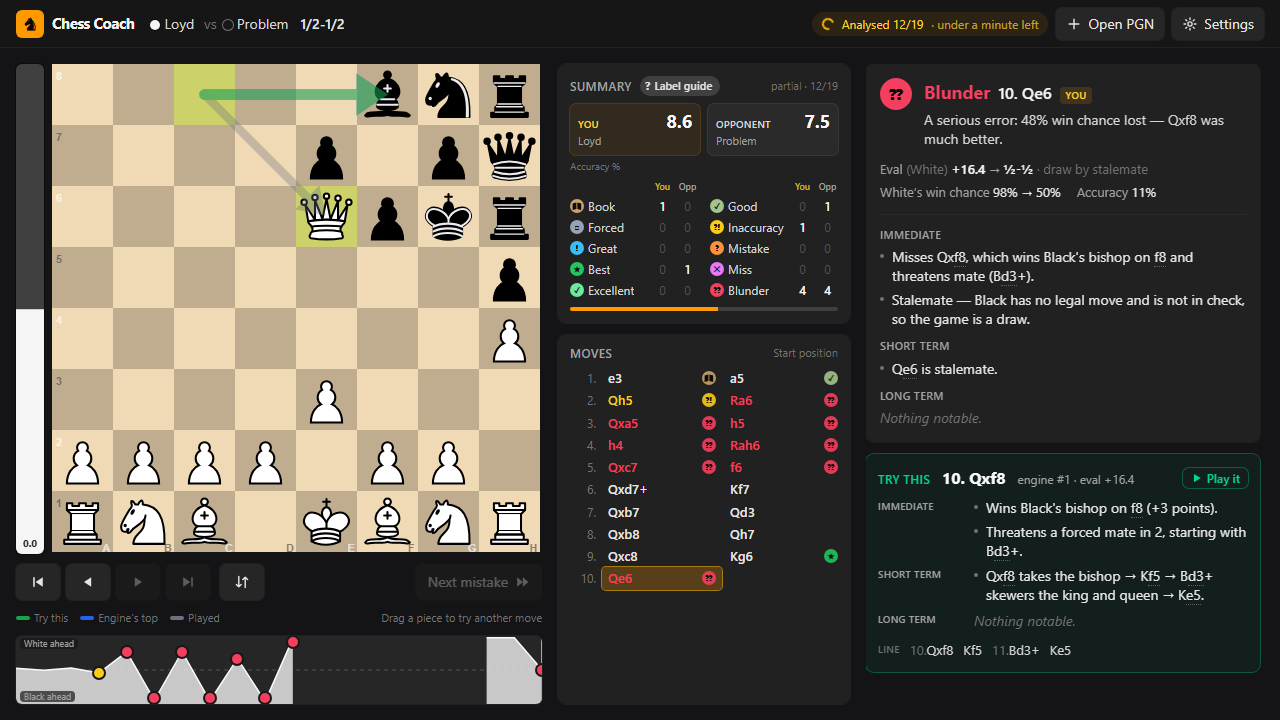 Chess Coach Loyd vs Problem 1/2-1/2
Analysed 12/19 · under a minute left
Open PGN
Settings
8
7
6
5
4
3
2
1
A B C D E F G H
0.0
Next mistake
Try this Engine's top Played Drag a piece to try another move
White ahead
Black ahead
SUMMARY ? Label guide partial · 12/19
YOU 8.6
Loyd
OPPONENT 7.5
Problem
Accuracy %
You Opp You Opp
Book 1 0 Good 0 1
Forced 0 0 Inaccuracy 1 0
Great 0 0 Mistake 0 0
Best 0 1 Miss 0 0
Excellent 0 0 Blunder 4 4
MOVES Start position
1. e3 a5
2. Qh5 Ra6
3. Qxa5 h5
4. h4 Rah6
5. Qxc7 f6
6. Qxd7+ Kf7
7. Qxb7 Qd3
8. Qxb8 Qh7
9. Qxc8 Kg6
10. Qe6
?? Blunder 10. Qe6 YOU
A serious error: 48% win chance lost — Qxf8 was
much better.
Eval (White) +16.4 → ½-½ · draw by stalemate
White's win chance 98% → 50% Accuracy 11%
IMMEDIATE
• Misses Qxf8, which wins Black's bishop on f8 and
threatens mate (Bd3+).
• Stalemate — Black has no legal move and is not in check,
so the game is a draw.
SHORT TERM
• Qe6 is stalemate.
LONG TERM
Nothing notable.
TRY THIS 10. Qxf8 engine #1 · eval +16.4 Play it
IMMEDIATE • Wins Black's bishop on f8 (+3 points).
• Threatens a forced mate in 2, starting with
Bd3+.
SHORT TERM • Qxf8 takes the bishop → Kf5 → Bd3+
skewers the king and queen → Ke5.
LONG TERM Nothing notable.
LINE 10.Qxf8 Kf5 11.Bd3+ Ke5